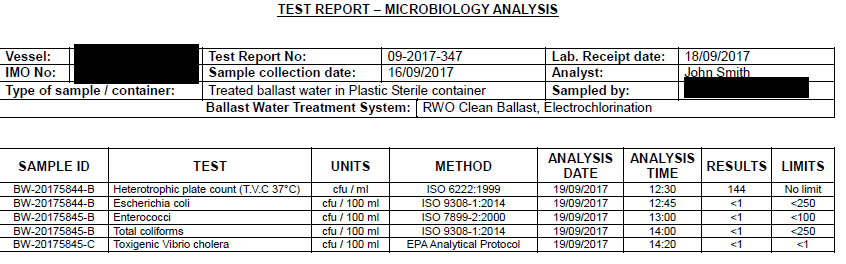 TEST REPORT – MICROBIOLOGY ANALYSIS
Vessel: Test Report No: 09-2017-347 Lab. Receipt date: 18/09/2017
IMO No: Sample collection date: 16/09/2017 Analyst: John Smith
Type of sample / container: Treated ballast water in Plastic Sterile container Sampled by:
Ballast Water Treatment System: RWO Clean Ballast, Electrochlorination
SAMPLE ID TEST UNITS METHOD ANALYSIS DATE ANALYSIS TIME RESULTS LIMITS
BW-20175844-B Heterotrophic plate count (T.V.C 37°C) cfu / ml ISO 6222:1999 19/09/2017 12:30 144 No limit
BW-20175844-B Escherichia coli cfu / 100 ml ISO 9308-1:2014 19/09/2017 12:45 <1 <250
BW-20175845-B Enterococci cfu / 100 ml ISO 7899-2:2000 19/09/2017 13:00 <1 <100
BW-20175845-B Total coliforms cfu / 100 ml ISO 9308-1:2014 19/09/2017 14:00 <1 <250
BW-20175845-C Toxigenic Vibrio cholera cfu / 100 ml EPA Analytical Protocol 19/09/2017 14:20 <1 <1